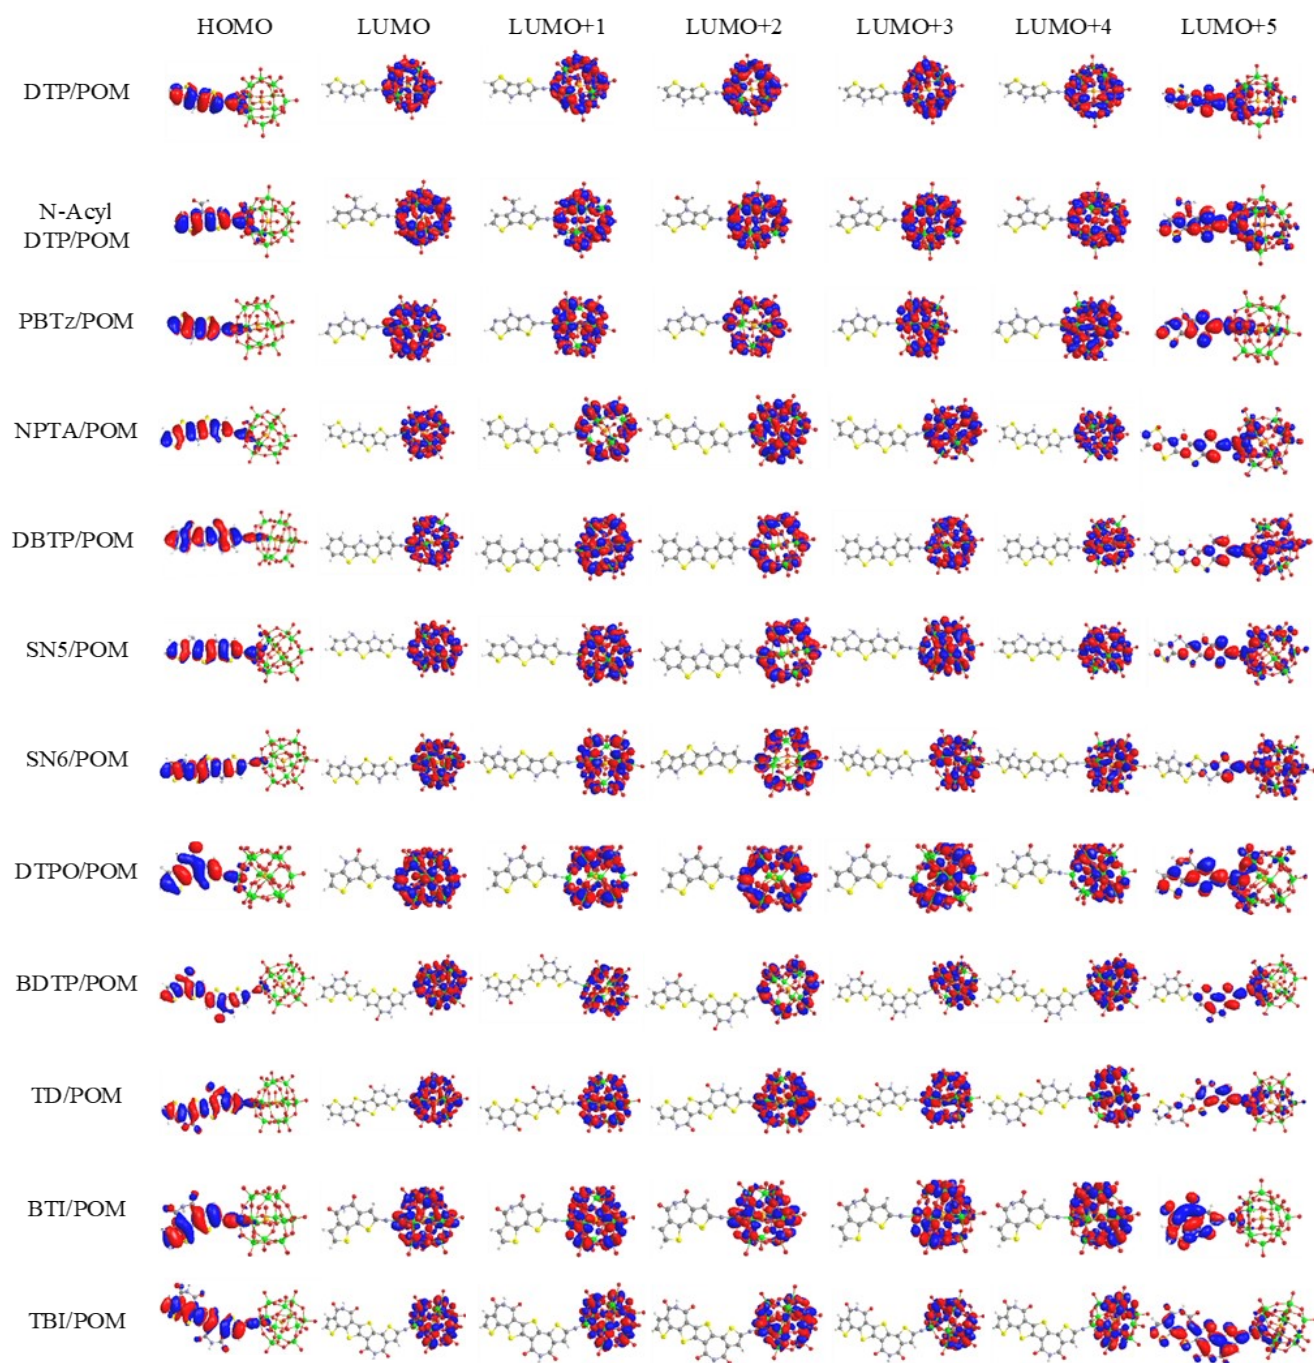 HOMO LUMO LUMO+1 LUMO+2 LUMO+3 LUMO+4 LUMO+5
DTP/POM
N-Acyl
DTP/POM
PBTz/POM
NPTA/POM
DBTP/POM
SN5/POM
SN6/POM
DTPO/POM
BDTP/POM
TD/POM
BTI/POM
TBI/POM